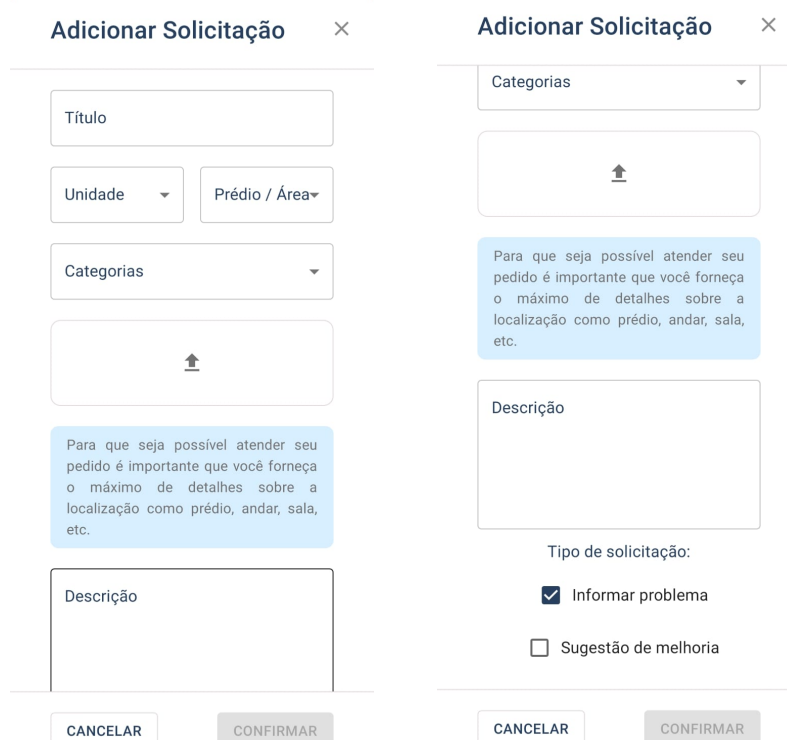 Adicionar Solicitação
Título
Unidade
Prédio / Área
Categorias
Para que seja possível atender seu
pedido é importante que você forneça
o máximo de detalhes sobre a
localização como prédio, andar, sala,
etc.
Descrição
CANCELAR
CONFIRMAR
Adicionar Solicitação
Categorias
Para que seja possível atender seu
pedido é importante que você forneça
o máximo de detalhes sobre a
localização como prédio, andar, sala,
etc.
Descrição
Tipo de solicitação:
Informar problema
Sugestão de melhoria
CANCELAR
CONFIRMAR